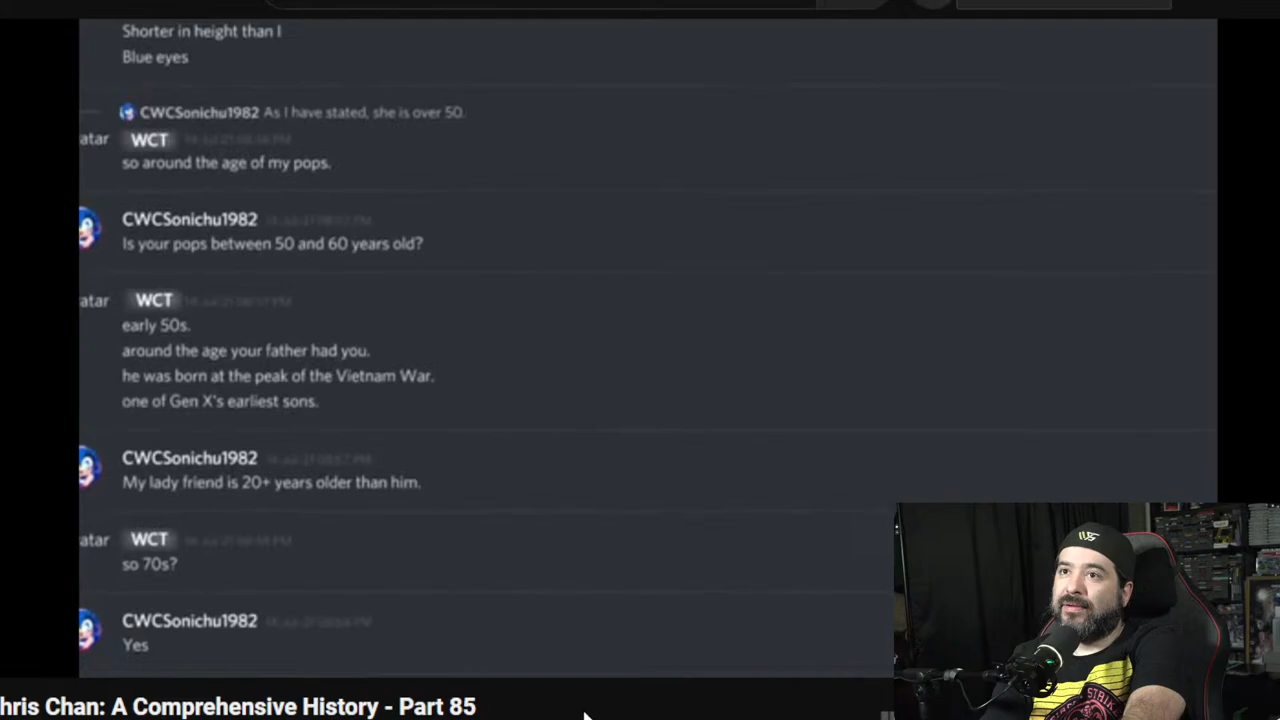 Shorter in height than I
Blue eyes
CWCSonichu1982 As I have stated, she is over 50.
atar WCT
so around the age of my pops.
CWCSonichu1982
Is your pops between 50 and 60 years old?
atar WCT
early 50s.
around the age your father had you.
he was born at the peak of the Vietnam War.
one of Gen X's earliest sons.
CWCSonichu1982
My lady friend is 20+ years older than him.
atar WCT
so 70s?
CWCSonichu1982
Yes
hris Chan: A Comprehensive History - Part 85